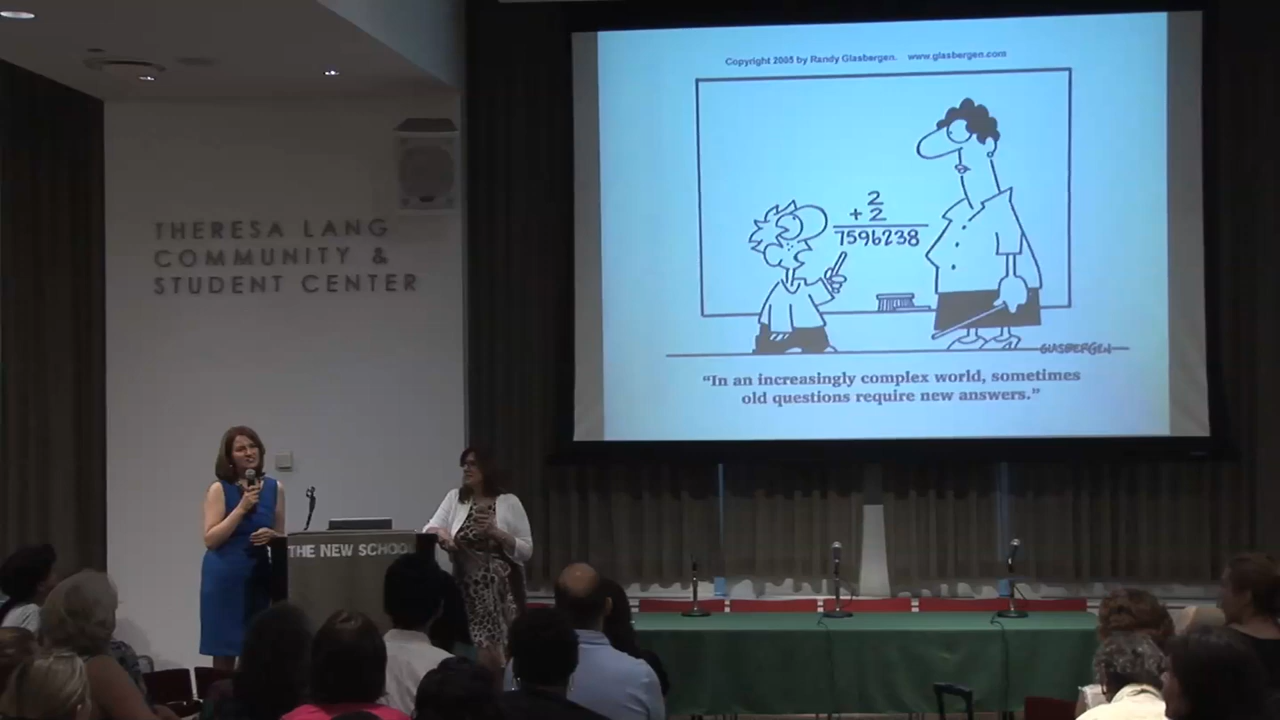 Copyright 2005 by Randy Glasbergen. www.glasbergen.com
2
+ 2
7596238
GLASBERGEN
"In an increasingly complex world, sometimes
old questions require new answers."
THERESA LANG
COMMUNITY &
STUDENT CENTER
THE NEW SCHOOL